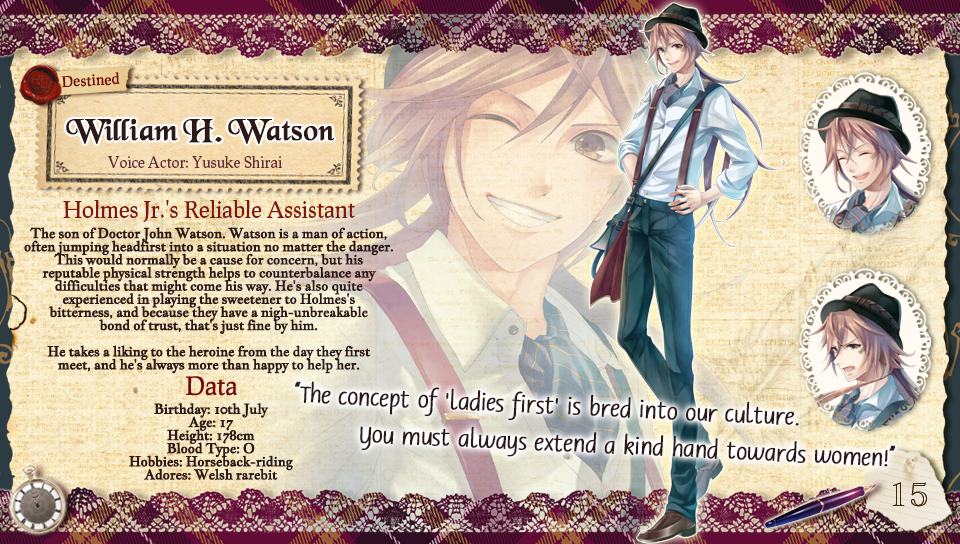 Destined
William H. Watson
Voice Actor: Yusuke Shirai
Holmes Jr.'s Reliable Assistant
The son of Doctor John Watson. Watson is a man of action,
often jumping headfirst into a situation no matter the danger.
This would normally be a cause for concern, but his
reputable physical strength helps to counterbalance any
difficulties that might come his way. He's also quite
experienced in playing the sweetener to Holmes's
bitterness, and because they have a nigh-unbreakable
bond of trust, that's just fine by him.
He takes a liking to the heroine from the day they first
meet, and he's always more than happy to help her.
Data
Birthday: 10th July
Age: 17
Height: 178cm
Blood Type: O
Hobbies: Horseback-riding
Adores: Welsh rarebit
"The concept of 'ladies first' is bred into our culture.
You must always extend a kind hand towards women!"
15